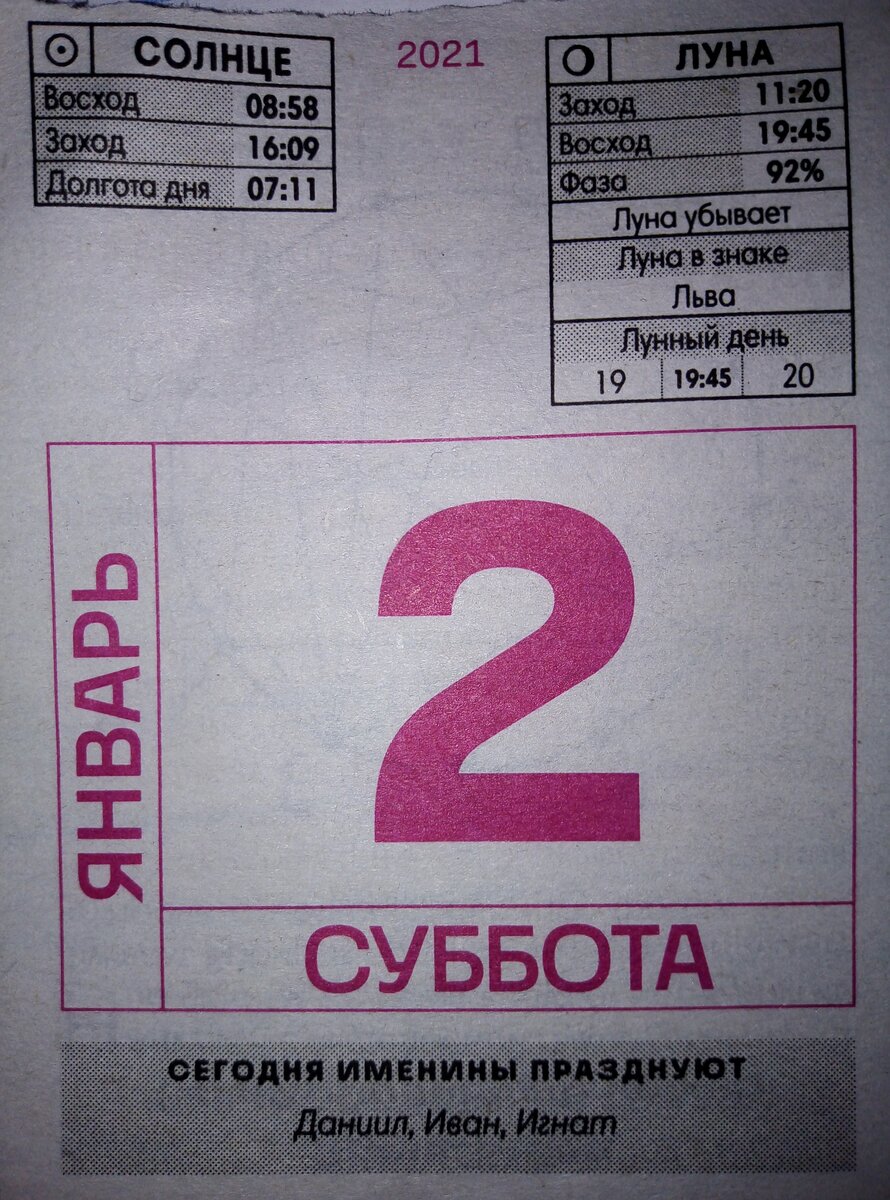 СОЛНЦЕ
Восход 08:58
Заход 16:09
Долгота дня 07:11
2021
ЛУНА
Заход 11:20
Восход 19:45
Фаза 92%
Луна убывает
Луна в знаке
Льва
Лунный день
19 19:45 20
ЯНВАРЬ
2
СУББОТА
СЕГОДНЯ ИМЕНИНЫ ПРАЗДНУЮТ
Даниил, Иван, Игнат